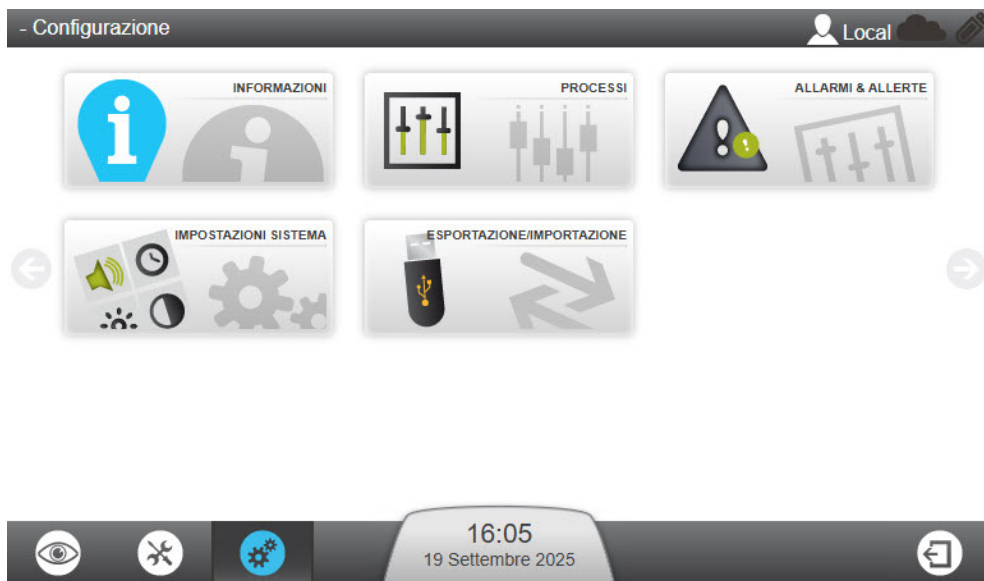 - Configurazione
Local
INFORMAZIONI
PROCESSI
ALLARMI & ALLERTE
IMPOSTAZIONI SISTEMA
ESPORTAZIONE/IMPORTAZIONE
16:05
19 Settembre 2025